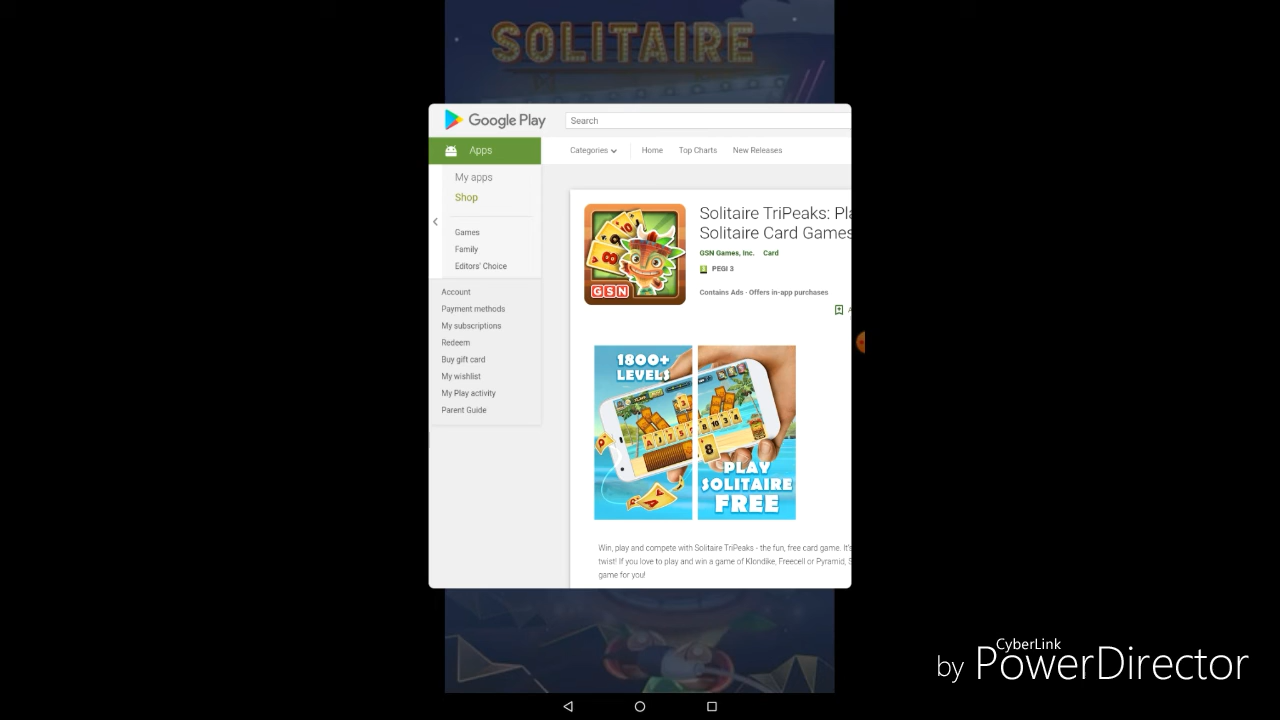 SOLITAIRE
Google Play
Search
Apps
Categories
Home
Top Charts
New Releases
My apps
Shop
Games
Family
Editors' Choice
Account
Payment methods
My subscriptions
Redeem
Buy gift card
My wishlist
My Play activity
Parent Guide
Solitaire TriPeaks: Pla
Solitaire Card Games
GSN Games, Inc. Card
PEGI 3
Contains Ads · Offers in-app purchases
GSN
1800+
LEVELS
PLAY
SOLITAIRE
FREE
Win, play and compete with Solitaire TriPeaks - the fun, free card game. It's
twist! If you love to play and win a game of Klondike, Freecell or Pyramid, S
game for you!
CyberLink
by PowerDirector